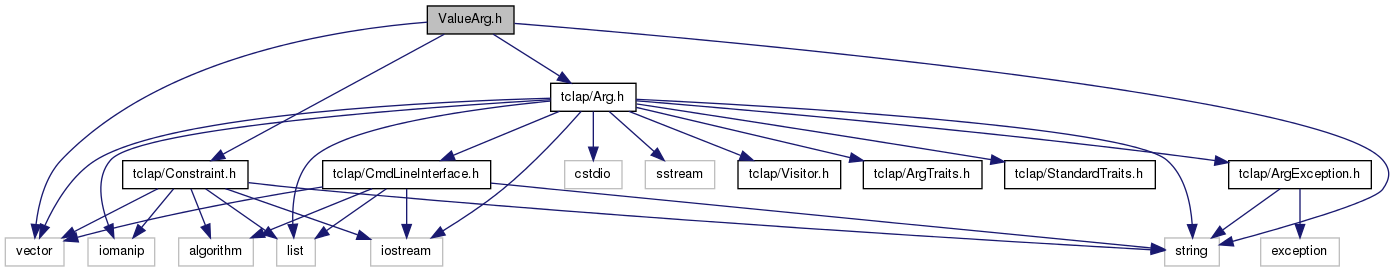 ValueArg.h
tclap/Arg.h
tclap/Constraint.h
tclap/CmdLineInterface.h
cstdio
sstream
tclap/Visitor.h
tclap/ArgTraits.h
tclap/StandardTraits.h
tclap/ArgException.h
vector
iomanip
algorithm
list
iostream
string
exception